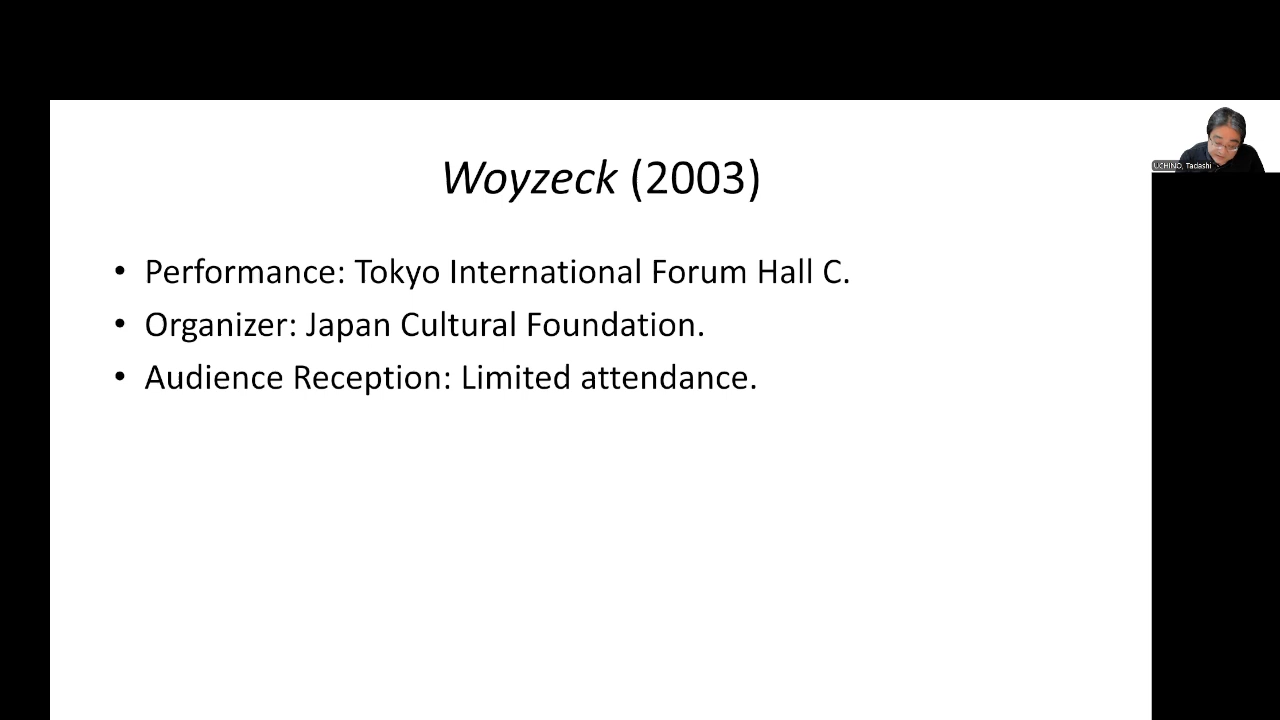 Woyzeck (2003)
• Performance: Tokyo International Forum Hall C.
• Organizer: Japan Cultural Foundation.
• Audience Reception: Limited attendance.
UCHINO, Tadashi